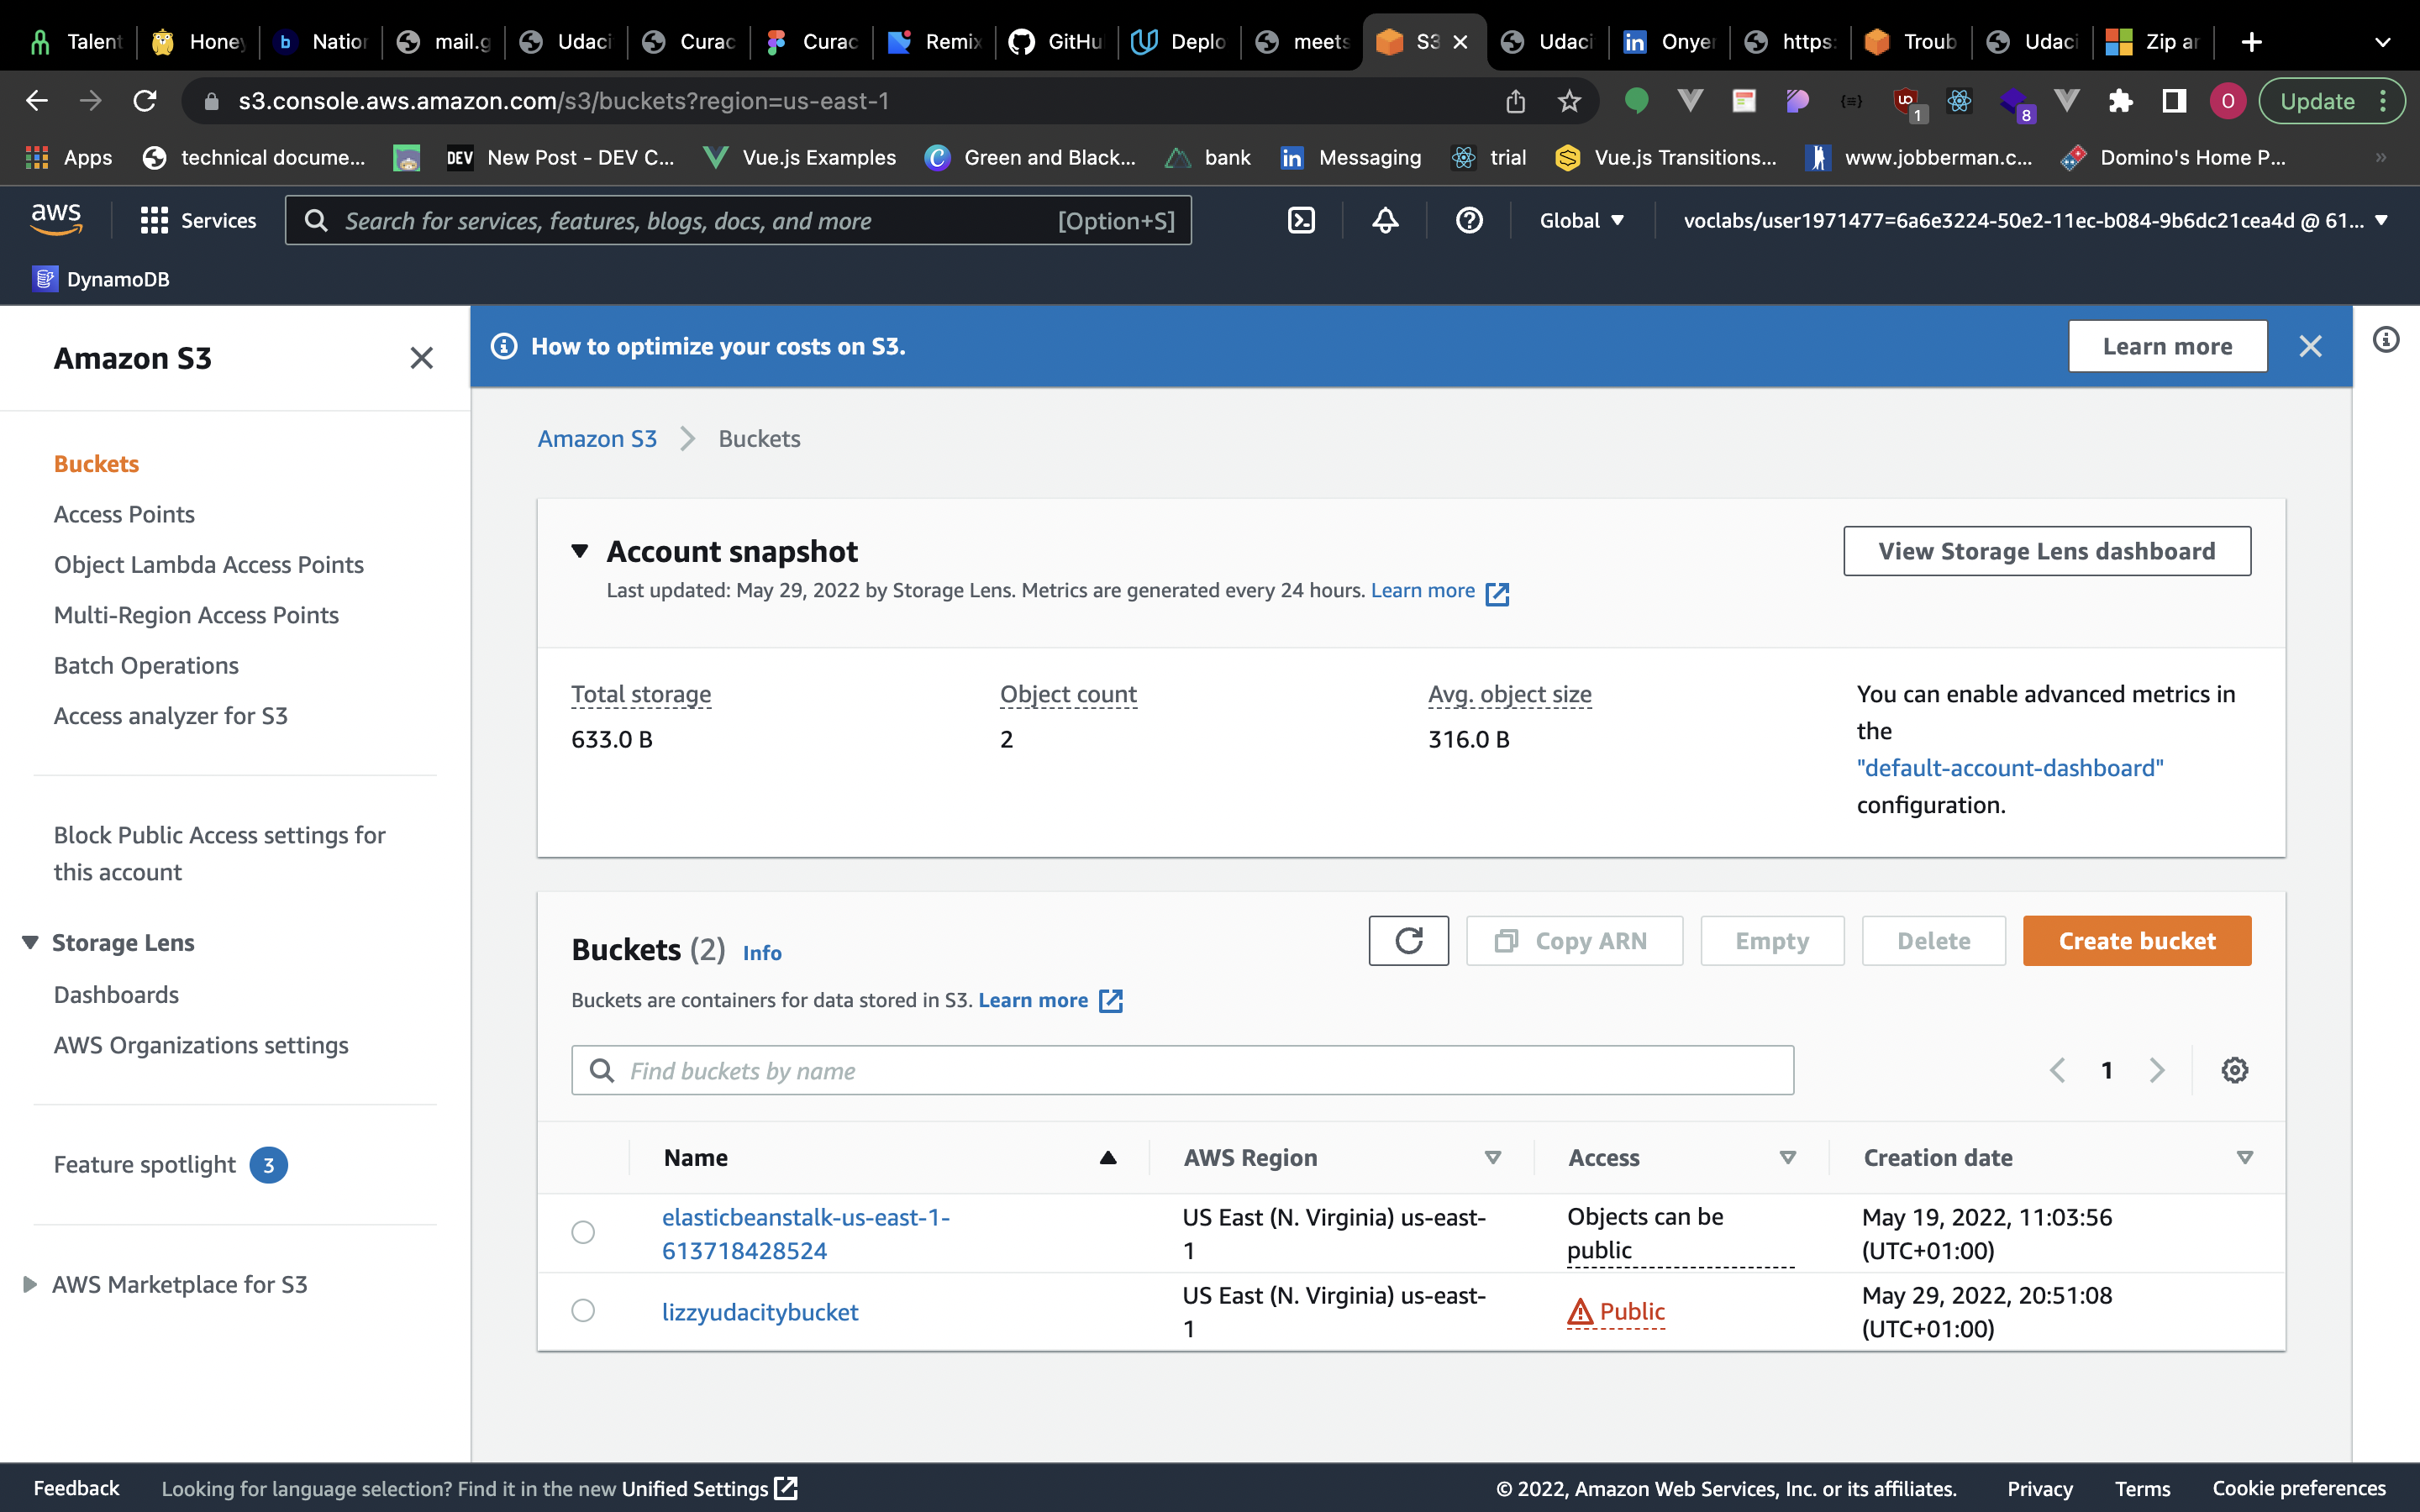 Talent
Honey
Nation
mail.g
Udaci
Curac
Curac
Remix
GitHu
Deplo
meets
S3
Udaci
Onyen
https:
Troub
Udaci
Zip ar
s3.console.aws.amazon.com/s3/buckets?region=us-east-1
1
8
O
Update
Apps
technical docume...
DEV
New Post - DEV C...
Vue.js Examples
Green and Black...
bank
Messaging
trial
Vue.js Transitions...
www.jobberman.c...
Domino's Home P...
»
aws
Services
Search for services, features, blogs, docs, and more
[Option+S]
Global
voclabs/user1971477=6a6e3224-50e2-11ec-b084-9b6dc21cea4d @ 61...
DynamoDB
Amazon S3
Buckets
Access Points
Object Lambda Access Points
Multi-Region Access Points
Batch Operations
Access analyzer for S3
Block Public Access settings for
this account
Storage Lens
Dashboards
AWS Organizations settings
Feature spotlight 3
AWS Marketplace for S3
How to optimize your costs on S3.
Learn more
Amazon S3
Buckets
Account snapshot
Last updated: May 29, 2022 by Storage Lens. Metrics are generated every 24 hours. Learn more
View Storage Lens dashboard
Total storage
633.0 B
Object count
2
Avg. object size
316.0 B
You can enable advanced metrics in
the
"default-account-dashboard"
configuration.
Buckets (2) Info
Copy ARN
Empty
Delete
Create bucket
Buckets are containers for data stored in S3. Learn more
Find buckets by name
1
Name
AWS Region
Access
Creation date
elasticbeanstalk-us-east-1-
613718428524
US East (N. Virginia) us-east-
1
Objects can be
public
May 19, 2022, 11:03:56
(UTC+01:00)
lizzyudacitybucket
US East (N. Virginia) us-east-
1
Public
May 29, 2022, 20:51:08
(UTC+01:00)
Feedback
Looking for language selection? Find it in the new Unified Settings
© 2022, Amazon Web Services, Inc. or its affiliates.
Privacy
Terms
Cookie preferences